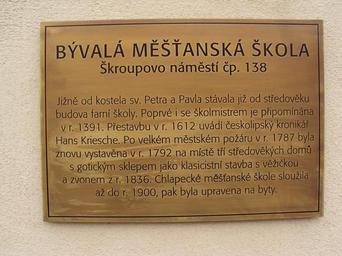 BÝVALÁ MĚŠŤANSKÁ ŠKOLA
Škroupovo náměstí čp. 138
Jižně od kostela sv. Petra a Pavla stávala již od středověku
budova farní školy. Poprvé i se školmistrem je připomínána
v r. 1391. Přestavbu v r. 1612 uvádí českolipský kronikář
Hans Kriesche. Po velkém městském požáru v r. 1787 byla
znovu vystavěna v r. 1792 na místě tří středověkých domů
s gotickým sklepem jako klasicistní stavba s věžičkou
a zvonem z r. 1836. Chlapecké měšťanské škole sloužila
až do r. 1900, pak byla upravena na byty.